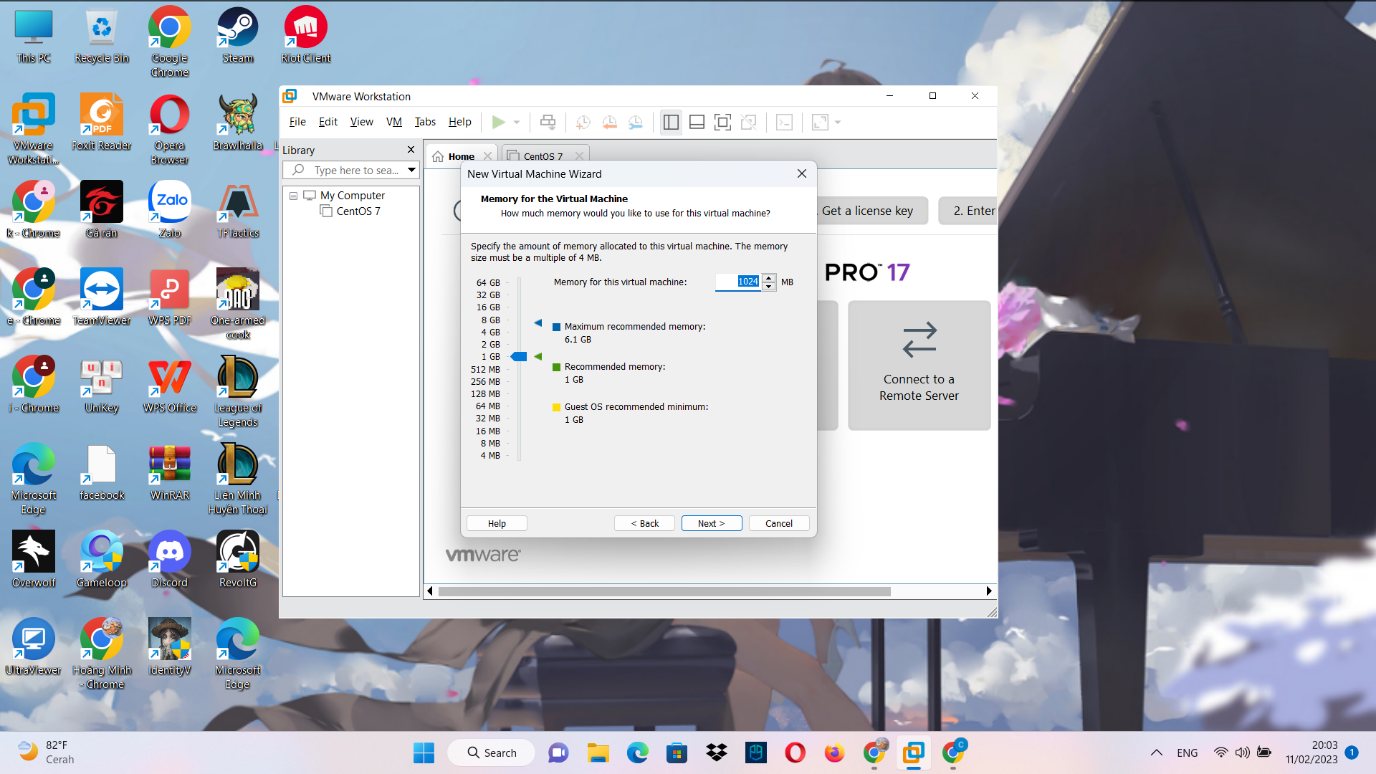 This PC
Recycle Bin
Google
Chrome
Steam
Riot Client
VMware
Workstati...
Foxit Reader
Opera
Browser
Brawlhalla
- Chrome
Gà rán
Zalo
TFTactics
e - Chrome
TeamViewer
WPS PDF
One-armed
cook
- Chrome
UniKey
WPS Office
League of
Legends
Microsoft
Edge
facebook
WinRAR
Liên Minh
Huyền Thoại
Overwolf
Gameloop
Discord
RevoltG
UltraViewer
Hoàng Minh
- Chrome
IdentityV
Microsoft
Edge
VMware Workstation
File Edit View VM Tabs Help
Library
Type here to sea...
My Computer
CentOS 7
Home
CentOS 7
Get a license key
2. Enter
PRO™ 17
Connect to a
Remote Server
New Virtual Machine Wizard
Memory for the Virtual Machine
How much memory would you like to use for this virtual machine?
Specify the amount of memory allocated to this virtual machine. The memory
size must be a multiple of 4 MB.
64 GB
32 GB
16 GB
8 GB
4 GB
2 GB
1 GB
512 MB
256 MB
128 MB
64 MB
32 MB
16 MB
8 MB
4 MB
Memory for this virtual machine: 1024 MB
Maximum recommended memory:
6.1 GB
Recommended memory:
1 GB
Guest OS recommended minimum:
1 GB
Help
< Back
Next >
Cancel
vmware
82°F
Cerah
Search
ENG
20:03
11/02/2023
1